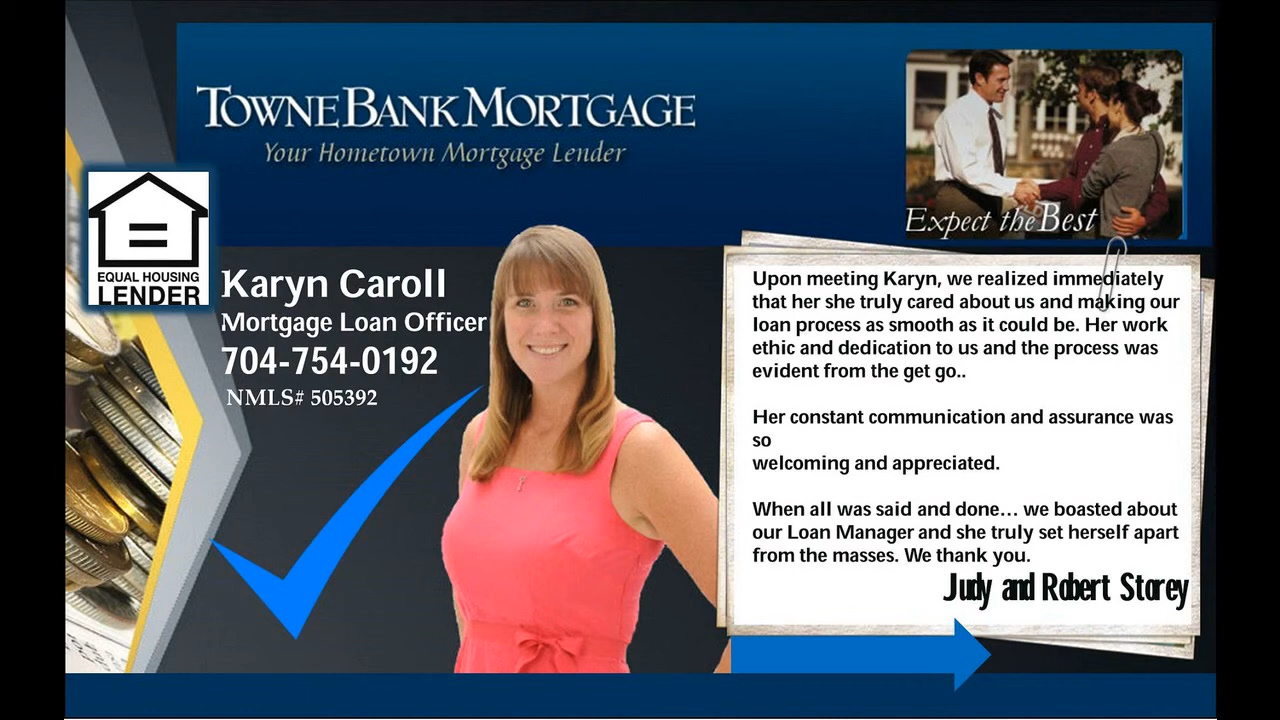 TOWNEBANK MORTGAGE
Your Hometown Mortgage Lender
Expect the Best
EQUAL HOUSING
LENDER
Karyn Caroll
Mortgage Loan Officer
704-754-0192
NMLS# 505392
Upon meeting Karyn, we realized immediately
that her she truly cared about us and making our
loan process as smooth as it could be. Her work
ethic and dedication to us and the process was
evident from the get go..
Her constant communication and assurance was
so
welcoming and appreciated.
When all was said and done... we boasted about
our Loan Manager and she truly set herself apart
from the masses. We thank you.
Judy and Robert Storey